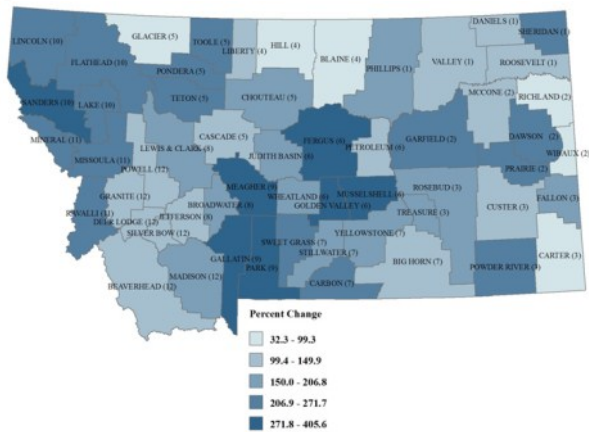 DANIELS (1)
SHERIDAN (1)
LINCOLN (10)
GLACIER (5)
TOOLE (5)
LIBERTY (4)
HILL (4)
BLAINE (4)
FLATHEAD (10)
PHILLIPS (1)
VALLEY (1)
ROOSEVELT (1)
PONDERA (5)
RICHLAND (2)
MCCONE (2)
TETON (5)
CHOUTEAU (5)
SANDERS (10)
LAKE (10)
CASCADE (5)
FERGUS (6)
GARFIELD (2)
DAWSON (2)
MINERAL (11)
LEWIS & CLARK (8)
JUDITH BASIN (6)
PETROLEUM (6)
WIBAUX (2)
MISSOULA (11)
POWELL (12)
PRAIRIE (2)
MEAGHER (9)
GRANITE (12)
WHEATLAND (6)
MUSSELSHELL (6)
ROSEBUD (3)
FALLON (3)
BROADWATER (8)
GOLDEN VALLEY (6)
RAVALLI (11)
JEFFERSON (8)
TREASURE (3)
CUSTER (3)
DEER LODGE (12)
SILVER BOW (12)
SWEET GRASS (7)
YELLOWSTONE (7)
STILLWATER (7)
GALLATIN (9)
PARK (9)
BIG HORN (7)
CARTER (3)
MADISON (12)
POWDER RIVER
BEAVERHEAD (12)
CARBON (7)
Percent Change
32.3 - 99.3
99.4 - 149.9
150.0 - 206.8
206.9 - 271.7
271.8 - 405.6